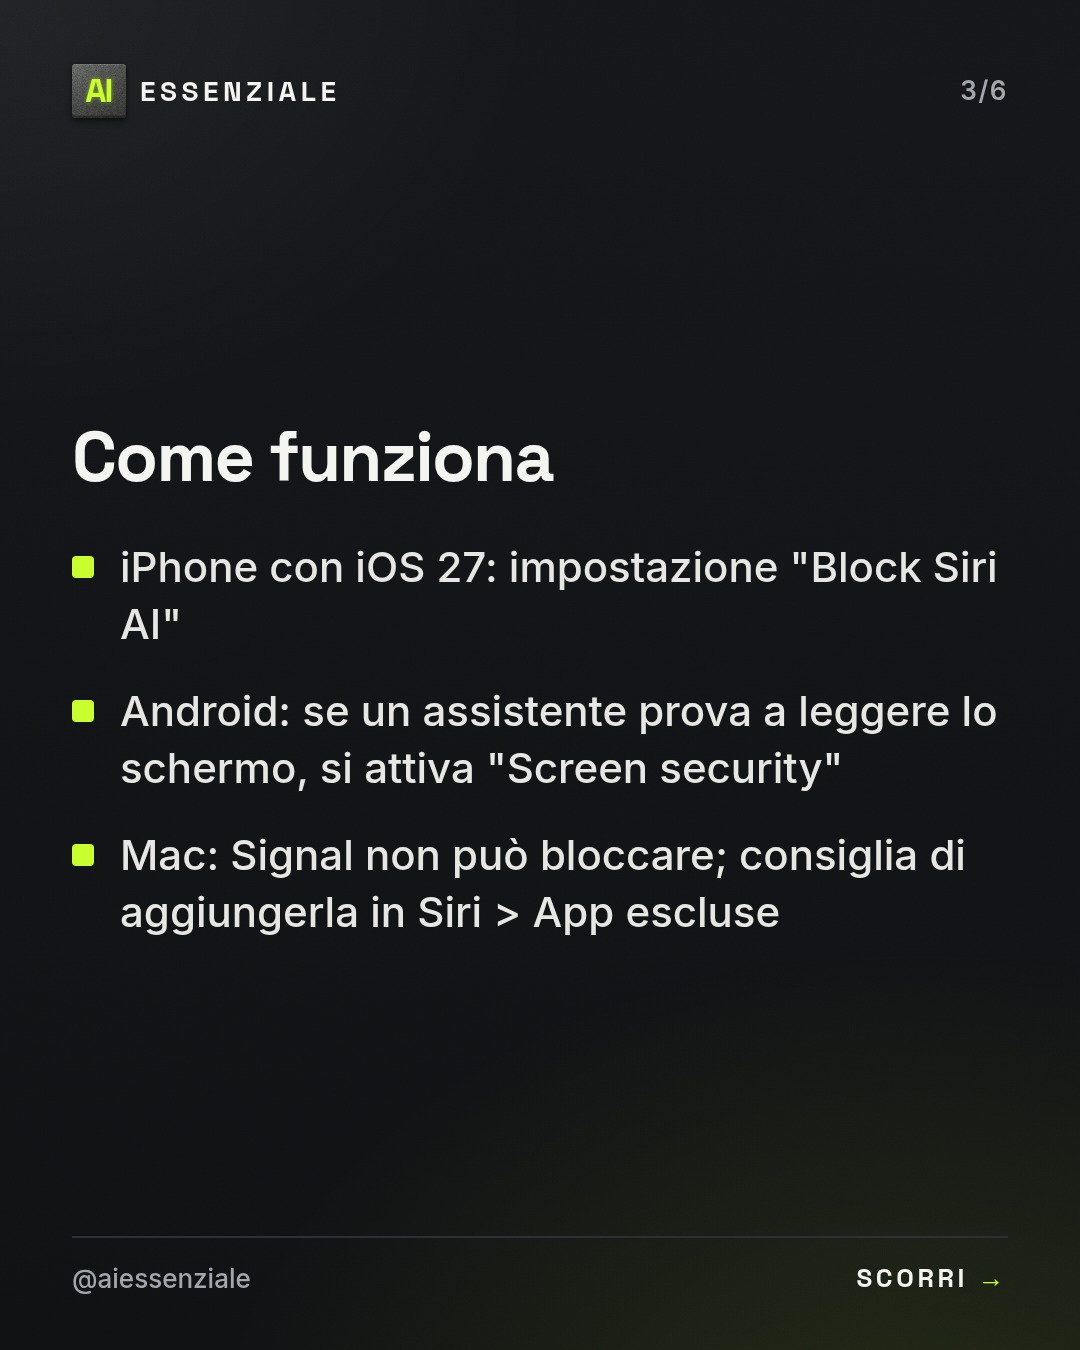 AI ESSENZIALE
3/6
Come funziona
iPhone con iOS 27: impostazione "Block Siri
AI"
Android: se un assistente prova a leggere lo
schermo, si attiva "Screen security"
Mac: Signal non può bloccare; consiglia di
aggiungerla in Siri > App escluse
@aiessenziale
SCORRI →